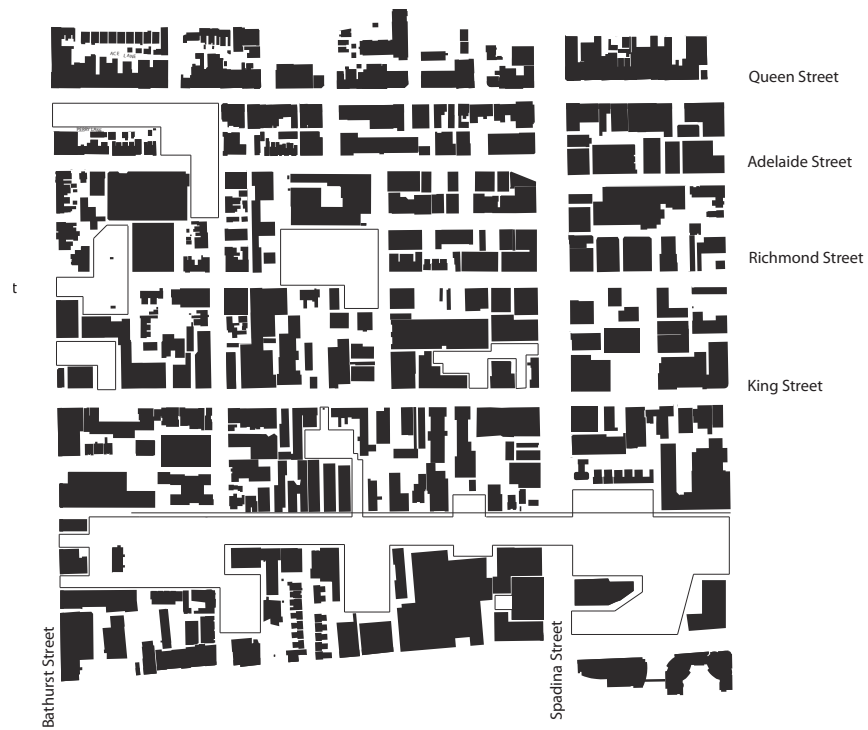 Queen Street
Adelaide Street
Richmond Street
t
King Street
Bathurst Street
Spadina Street